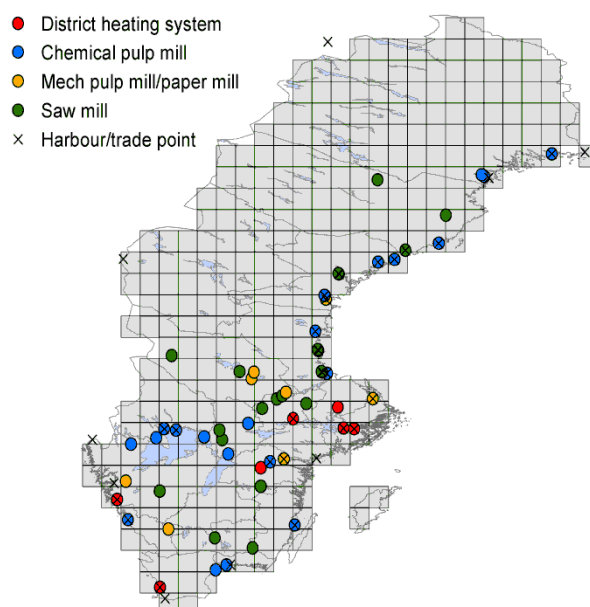 District heating system
Chemical pulp mill
Mech pulp mill/paper mill
Saw mill
Harbour/trade point